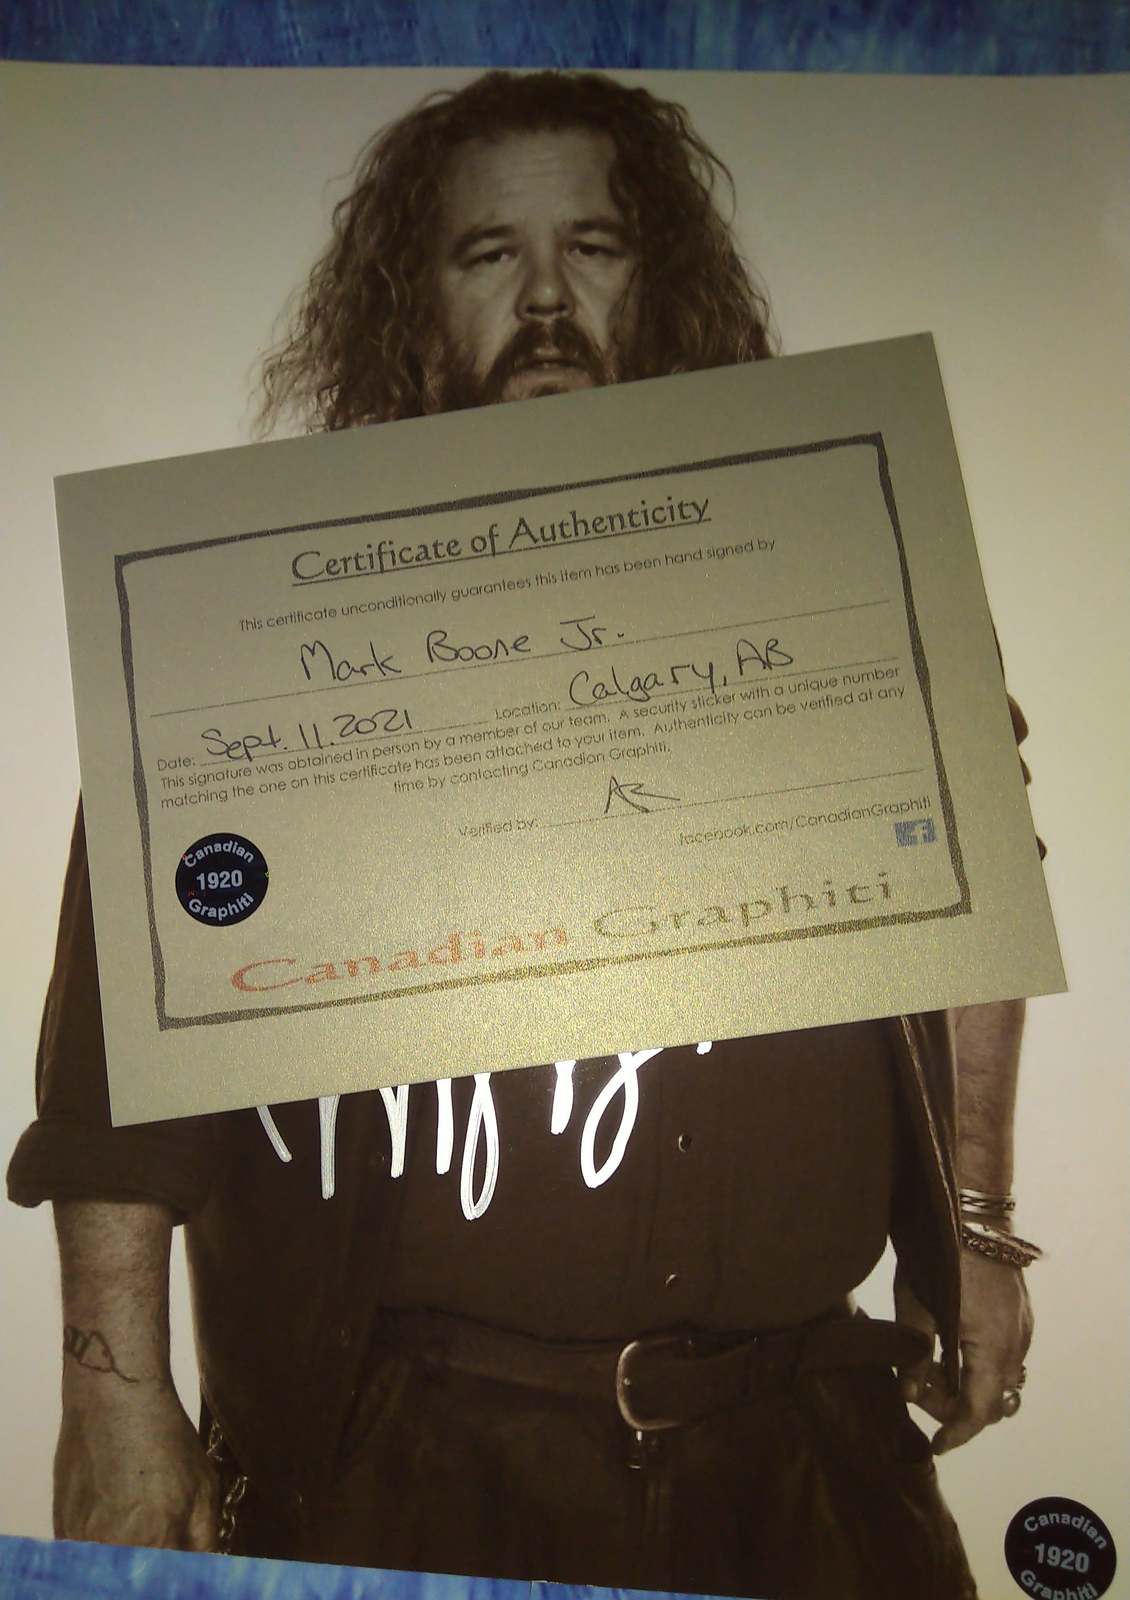 Certificate of Authenticity
This certificate unconditionally guarantees this item has been hand signed by
Mark Boone Jr.
Date: Sept. 11. 2021 Location: Calgary, AB
This signature was obtained in person by a member of our team. A security sticker with a unique number
matching the one on this certificate has been attached to your item. Authenticity can be verified at any
time by contacting Canadian Graphiti.
Verified by:
facebook.com/CanadianGraphiti
f
Canadian
1920
Graphiti
Canadian Graphiti
Canadian
1920
Graphiti